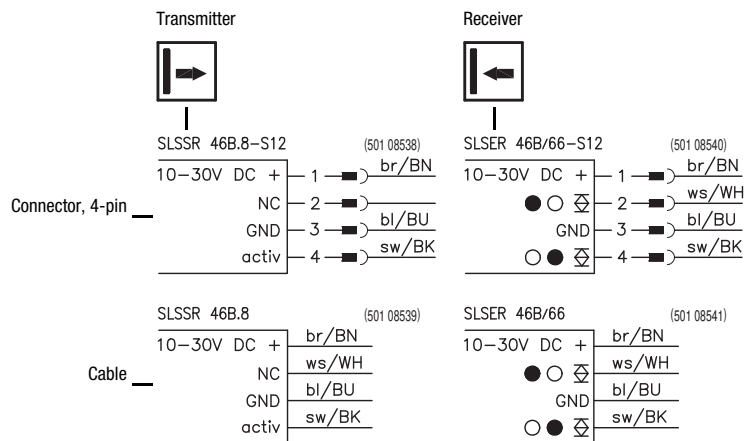 Transmitter
Receiver
SLSSR 46B.8-S12 (501 08538)
10-30V DC + 1 br/BN
NC 2
GND 3 bl/BU
activ 4 sw/BK
SLSER 46B/66-S12 (501 08540)
10-30V DC + 1 br/BN
2 ws/WH
GND 3 bl/BU
4 sw/BK
Connector, 4-pin
SLSSR 46B.8 (501 08539)
10-30V DC + br/BN
NC ws/WH
GND bl/BU
activ sw/BK
SLSER 46B/66 (501 08541)
10-30V DC + br/BN
ws/WH
GND bl/BU
sw/BK
Cable